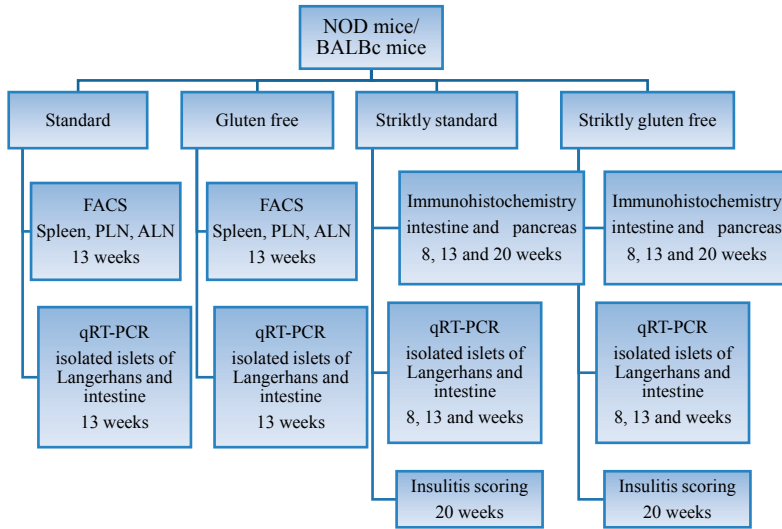 NOD mice/
BALBc mice
Standard
Gluten free
Striktly standard
Striktly gluten free
FACS
Spleen, PLN, ALN
13 weeks
FACS
Spleen, PLN, ALN
13 weeks
Immunohistochemistry
intestine and pancreas
8, 13 and 20 weeks
Immunohistochemistry
intestine and pancreas
8, 13 and 20 weeks
qRT-PCR
isolated islets of
Langerhans and
intestine
13 weeks
qRT-PCR
isolated islets of
Langerhans and
intestine
13 weeks
qRT-PCR
isolated islets of
Langerhans and
intestine
8, 13 and weeks
qRT-PCR
isolated islets of
Langerhans and
intestine
8, 13 and weeks
Insulitis scoring
20 weeks
Insulitis scoring
20 weeks